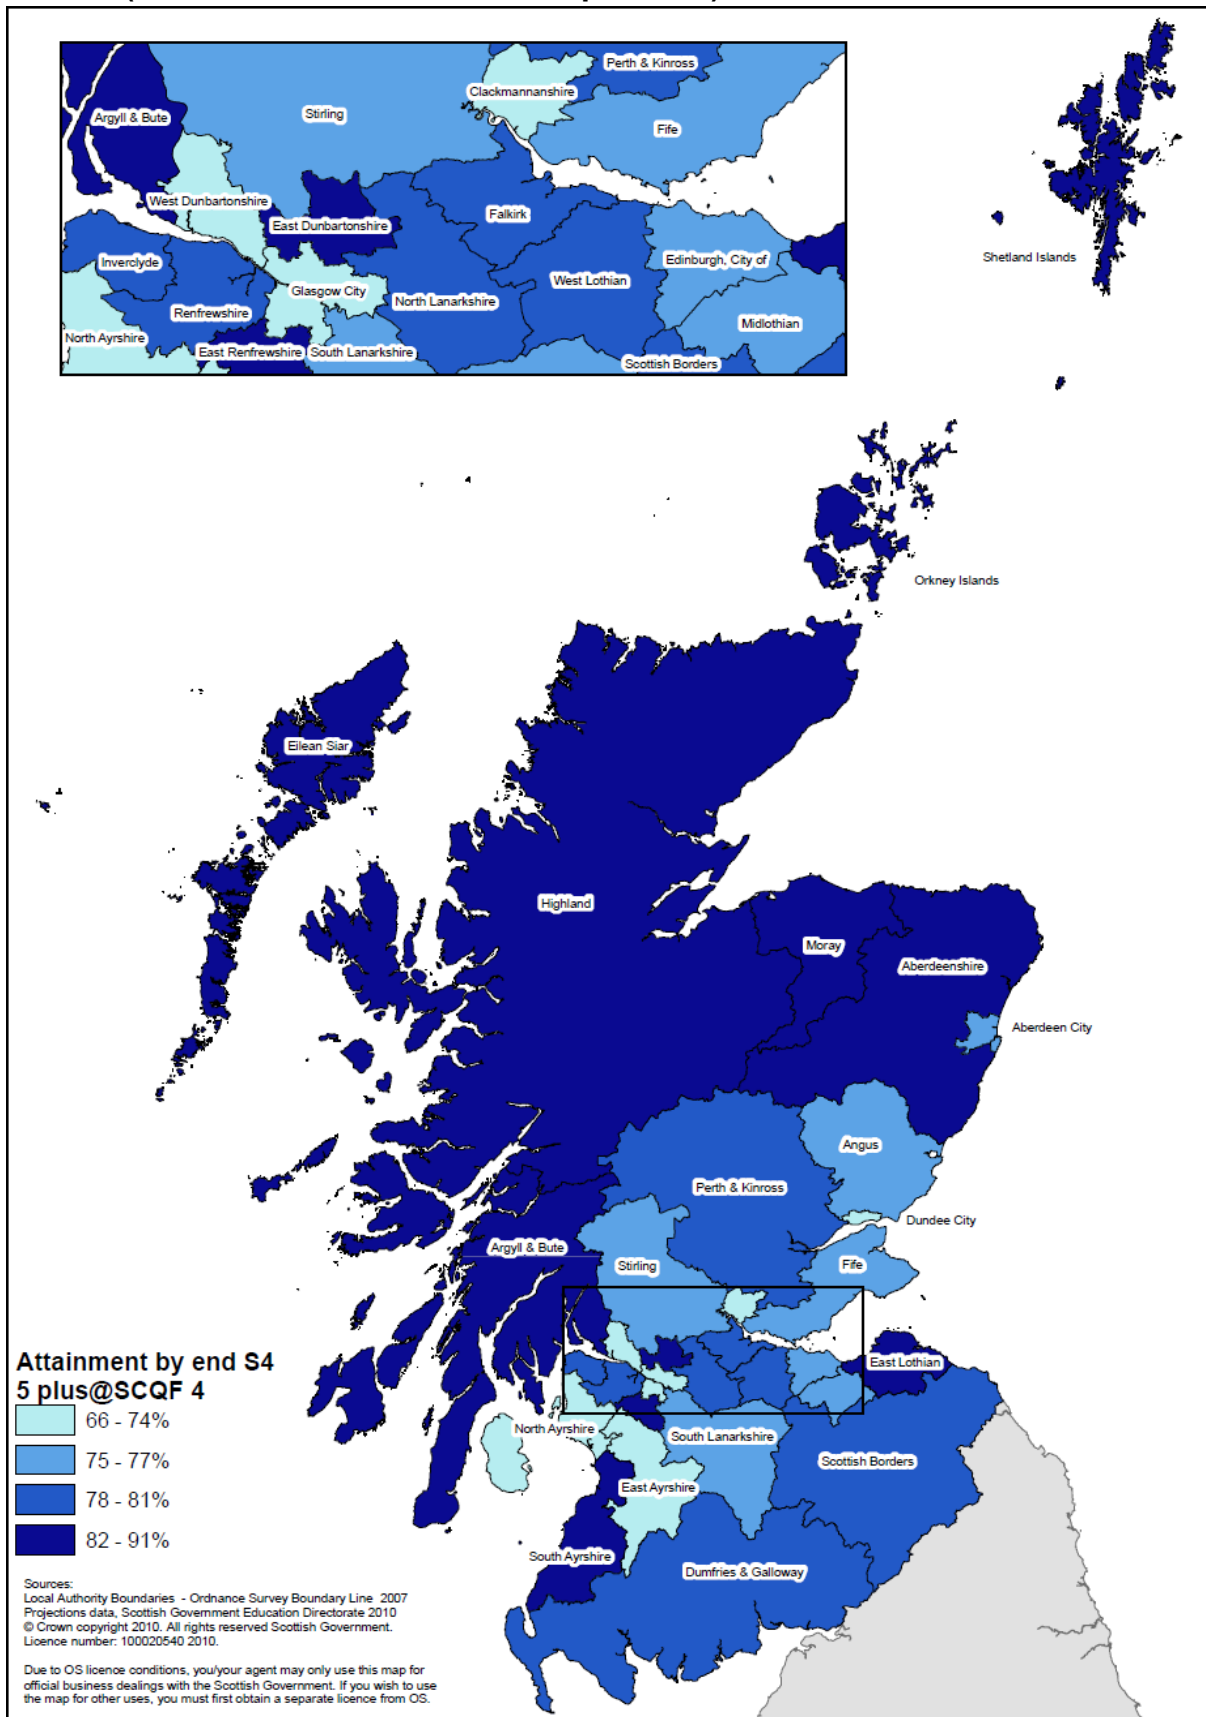 Perth & Kinross
Clackmannanshire
Argyll & Bute
Stirling
Fife
West Dunbartonshire
East Dunbartonshire
Falkirk
Edinburgh, City of
Inverclyde
West Lothian
Glasgow City
North Lanarkshire
Renfrewshire
Midlothian
North Ayrshire
East Renfrewshire
South Lanarkshire
Scottish Borders
Shetland Islands
Orkney Islands
Eilean Siar
Highland
Moray
Aberdeenshire
Aberdeen City
Angus
Perth & Kinross
Dundee City
Argyll & Bute
Stirling
Fife
East Lothian
North Ayrshire
South Lanarkshire
Scottish Borders
East Ayrshire
South Ayrshire
Dumfries & Galloway
Attainment by end S4
5 plus@SCQF 4
66 - 74%
75 - 77%
78 - 81%
82 - 91%
Sources:
Local Authority Boundaries - Ordnance Survey Boundary Line 2007
Projections data, Scottish Government Education Directorate 2010
© Crown copyright 2010. All rights reserved Scottish Government.
Licence number: 100020540 2010.
Due to OS licence conditions, you/your agent may only use this map for
official business dealings with the Scottish Government. If you wish to use
the map for other uses, you must first obtain a separate licence from OS.